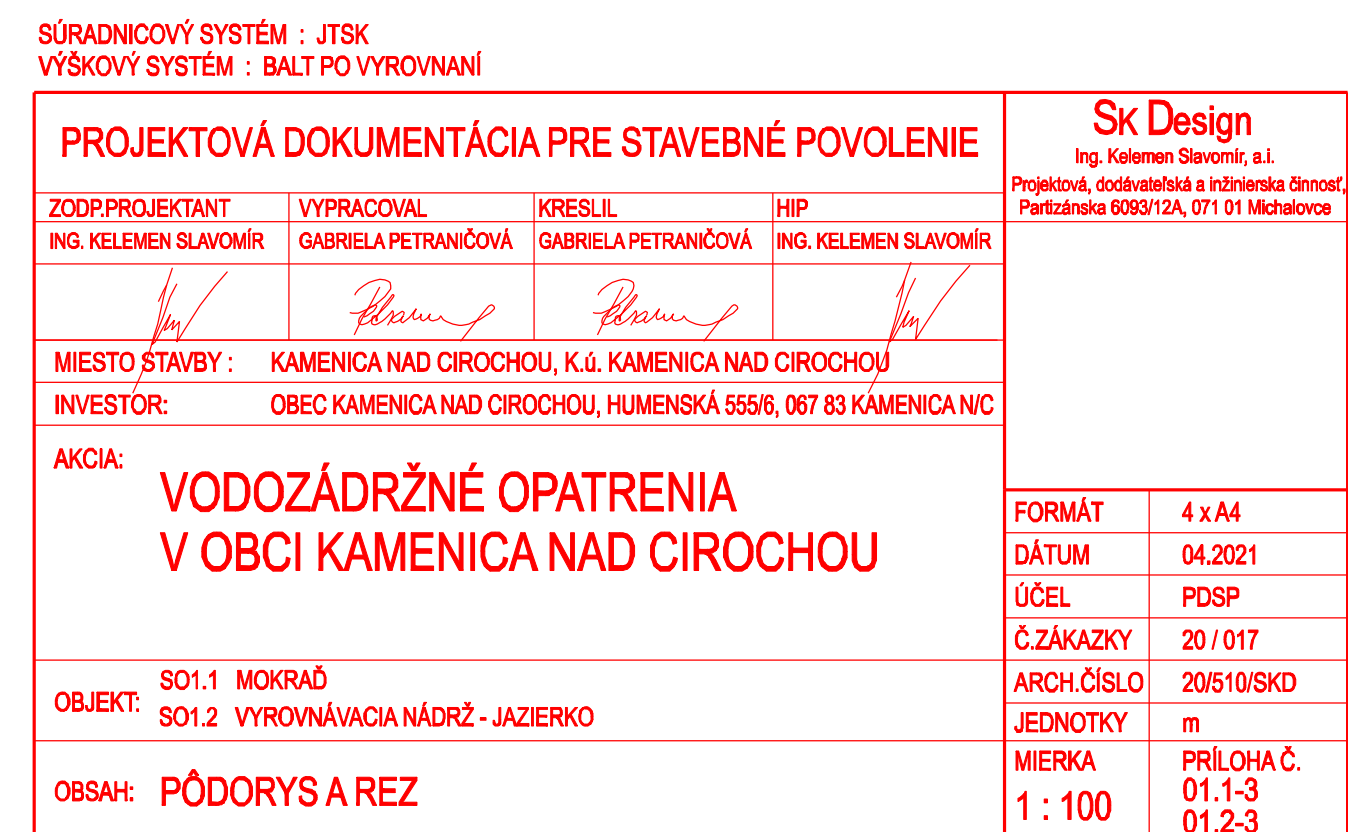 SÚRADNICOVÝ SYSTÉM : JTSK
VÝŠKOVÝ SYSTÉM : BALT PO VYROVNANÍ
PROJEKTOVÁ DOKUMENTÁCIA PRE STAVEBNÉ POVOLENIE
SK Design
Ing. Kelemen Slavomír, a.i.
Projektová, dodávateľská a inžinierska činnosť,
Partizánska 6093/12A, 071 01 Michalovce
ZODP.PROJEKTANT VYPRACOVAL KRESLIL HIP
ING. KELEMEN SLAVOMÍR GABRIELA PETRANIČOVÁ GABRIELA PETRANIČOVÁ ING. KELEMEN SLAVOMÍR
MIESTO STAVBY : KAMENICA NAD CIROCHOU, K.ú. KAMENICA NAD CIROCHOU
INVESTOR: OBEC KAMENICA NAD CIROCHOU, HUMENSKÁ 555/6, 067 83 KAMENICA N/C
AKCIA:
VODOZÁDRŽNÉ OPATRENIA
V OBCI KAMENICA NAD CIROCHOU
FORMÁT 4 x A4
DÁTUM 04.2021
ÚČEL PDSP
Č.ZÁKAZKY 20 / 017
ARCH.ČÍSLO 20/510/SKD
JEDNOTKY m
OBJEKT:
SO1.1 MOKRAĎ
SO1.2 VYROVNÁVACIA NÁDRŽ - JAZIERKO
OBSAH: PÔDORYS A REZ
MIERKA
1 : 100
PRÍLOHA Č.
01.1-3
01.2-3